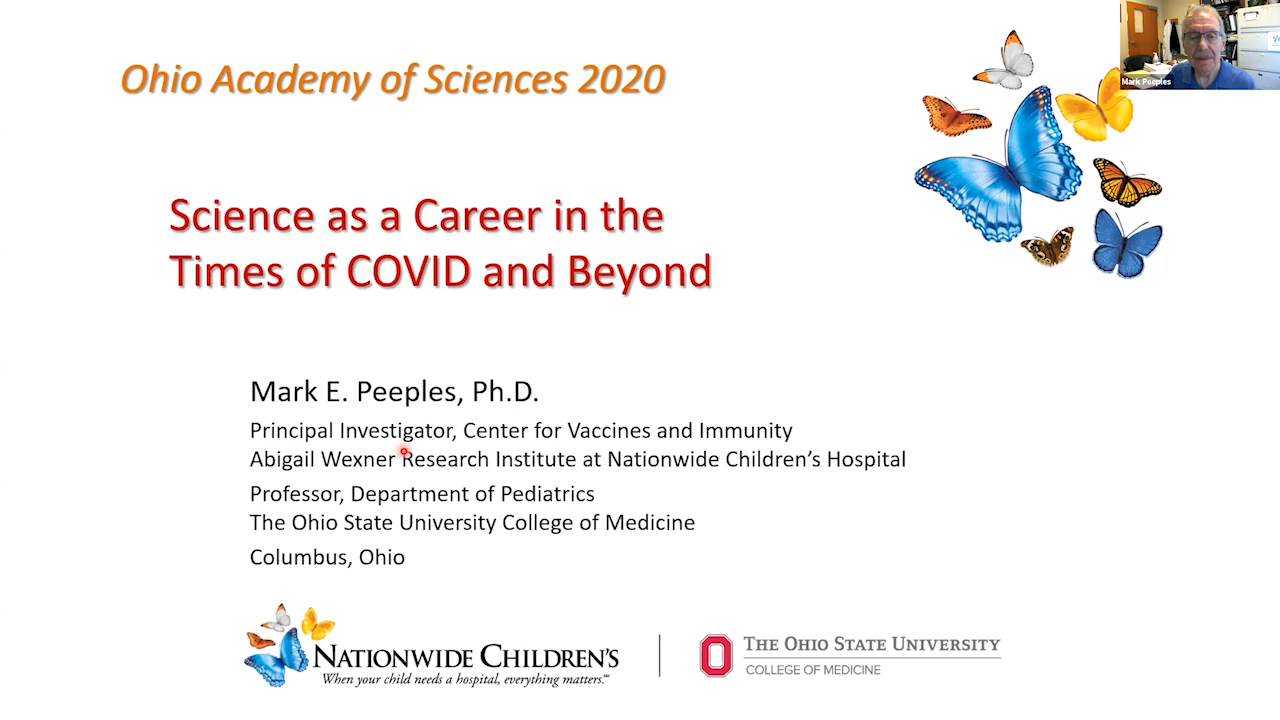 Ohio Academy of Sciences 2020
Mark Peeples
Science as a Career in the
Times of COVID and Beyond
Mark E. Peeples, Ph.D.
Principal Investigator, Center for Vaccines and Immunity
Abigail Wexner Research Institute at Nationwide Children's Hospital
Professor, Department of Pediatrics
The Ohio State University College of Medicine
Columbus, Ohio
NATIONWIDE CHILDREN'S
When your child needs a hospital, everything matters.℠
THE OHIO STATE UNIVERSITY
COLLEGE OF MEDICINE